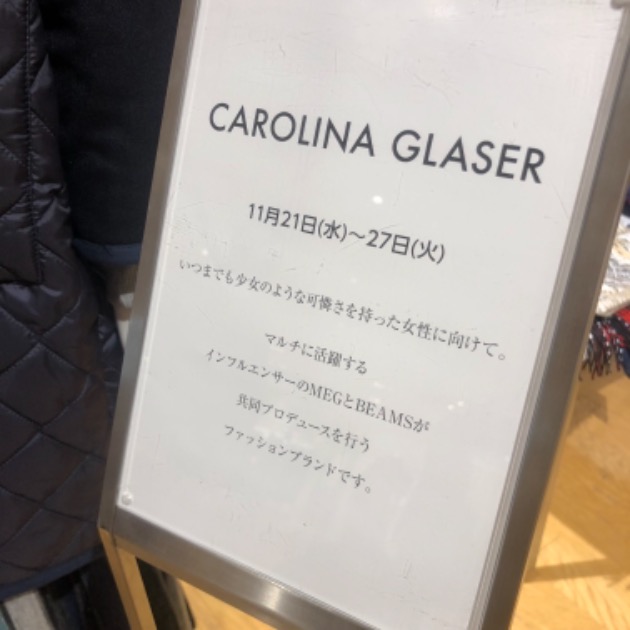 CAROLINA GLASER
11月21日(水)〜27日(火)
いつまでも少女のような可憐さを持った女性に向けて。
マルチに活躍する
インフルエンサーのMEGとBEAMSが
共同プロデュースを行う
ファッションブランドです。